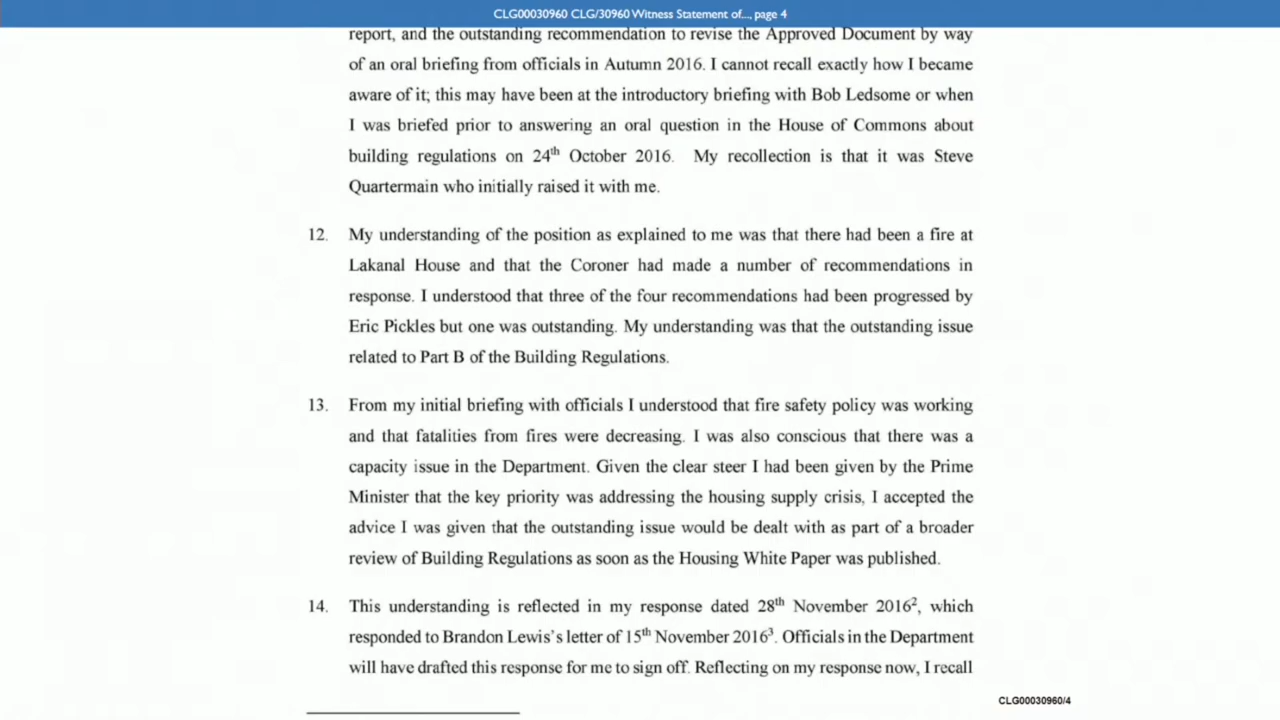 CLG00030960 CLG/30960 Witness Statement of..., page 4
report, and the outstanding recommendation to revise the Approved Document by way
of an oral briefing from officials in Autumn 2016. I cannot recall exactly how I became
aware of it; this may have been at the introductory briefing with Bob Ledsome or when
I was briefed prior to answering an oral question in the House of Commons about
building regulations on 24th October 2016. My recollection is that it was Steve
Quartermain who initially raised it with me.
12. My understanding of the position as explained to me was that there had been a fire at
Lakanal House and that the Coroner had made a number of recommendations in
response. I understood that three of the four recommendations had been progressed by
Eric Pickles but one was outstanding. My understanding was that the outstanding issue
related to Part B of the Building Regulations.
13. From my initial briefing with officials I understood that fire safety policy was working
and that fatalities from fires were decreasing. I was also conscious that there was a
capacity issue in the Department. Given the clear steer I had been given by the Prime
Minister that the key priority was addressing the housing supply crisis, I accepted the
advice I was given that the outstanding issue would be dealt with as part of a broader
review of Building Regulations as soon as the Housing White Paper was published.
14. This understanding is reflected in my response dated 28th November 2016², which
responded to Brandon Lewis's letter of 15th November 2016³. Officials in the Department
will have drafted this response for me to sign off. Reflecting on my response now, I recall
CLG00030960/4